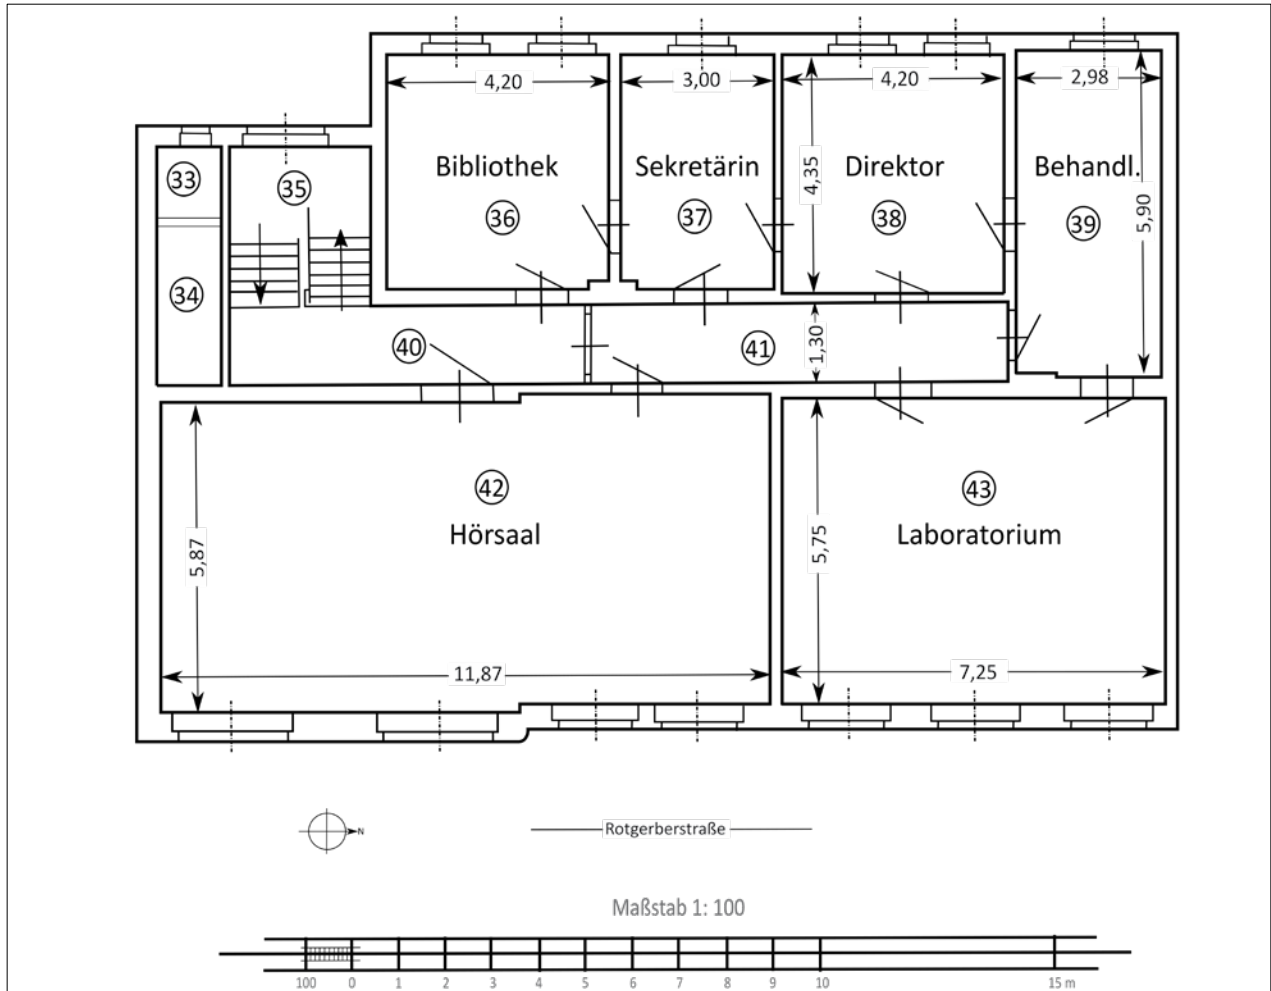 4,20
3,00
4,20
2,98
Bibliothek
Sekretärin
Direktor
Behandl.
4,35
5,90
33
35
36
37
38
39
34
40
41
1,30
42
43
Hörsaal
Laboratorium
5,87
5,75
11,87
7,25
N
Rotgerberstraße
Maßstab 1: 100
100 0 1 2 3 4 5 6 7 8 9 10 15 m